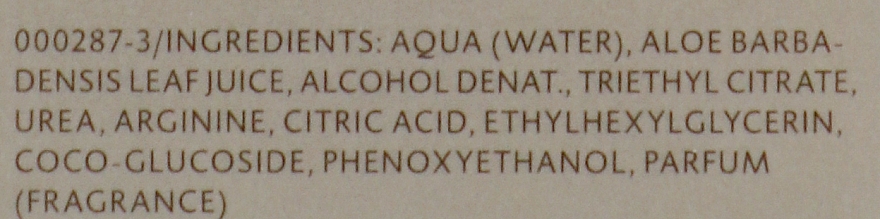 000287-3/INGREDIENTS: AQUA (WATER), ALOE BARBA-
DENSIS LEAF JUICE, ALCOHOL DENAT., TRIETHYL CITRATE,
UREA, ARGININE, CITRIC ACID, ETHYLHEXYLGLYCERIN,
COCO-GLUCOSIDE, PHENOXYETHANOL, PARFUM
(FRAGRANCE)